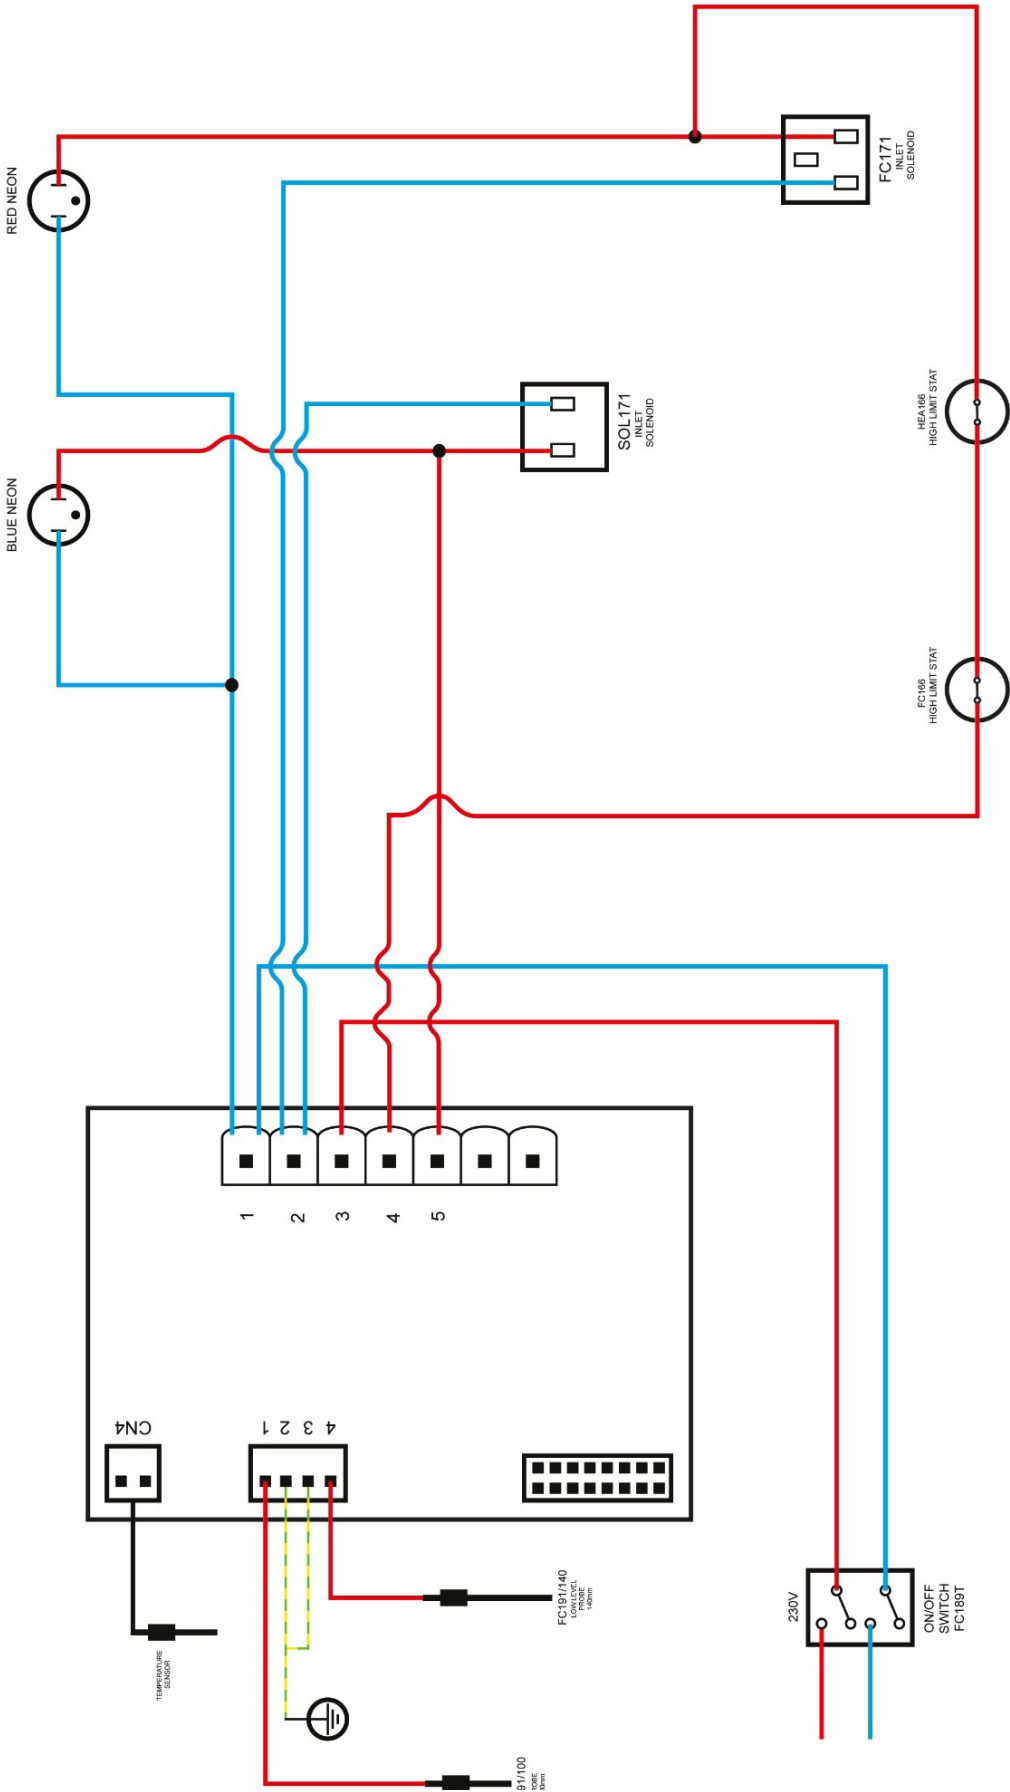 RED NEON
FC171
INLET
SOLENOID
BLUE NEON
SOL171
INLET
SOLENOID
HEA166
HIGH LIMIT STAT
FC166
HIGH LIMIT STAT
1
2
3
4
5
CN4
1
2
3
4
FC191/140
LOW LEVEL
PROBE
140mm
TEMPERATURE
SENSOR
230V
ON/OFF
SWITCH
FC189T
91/100